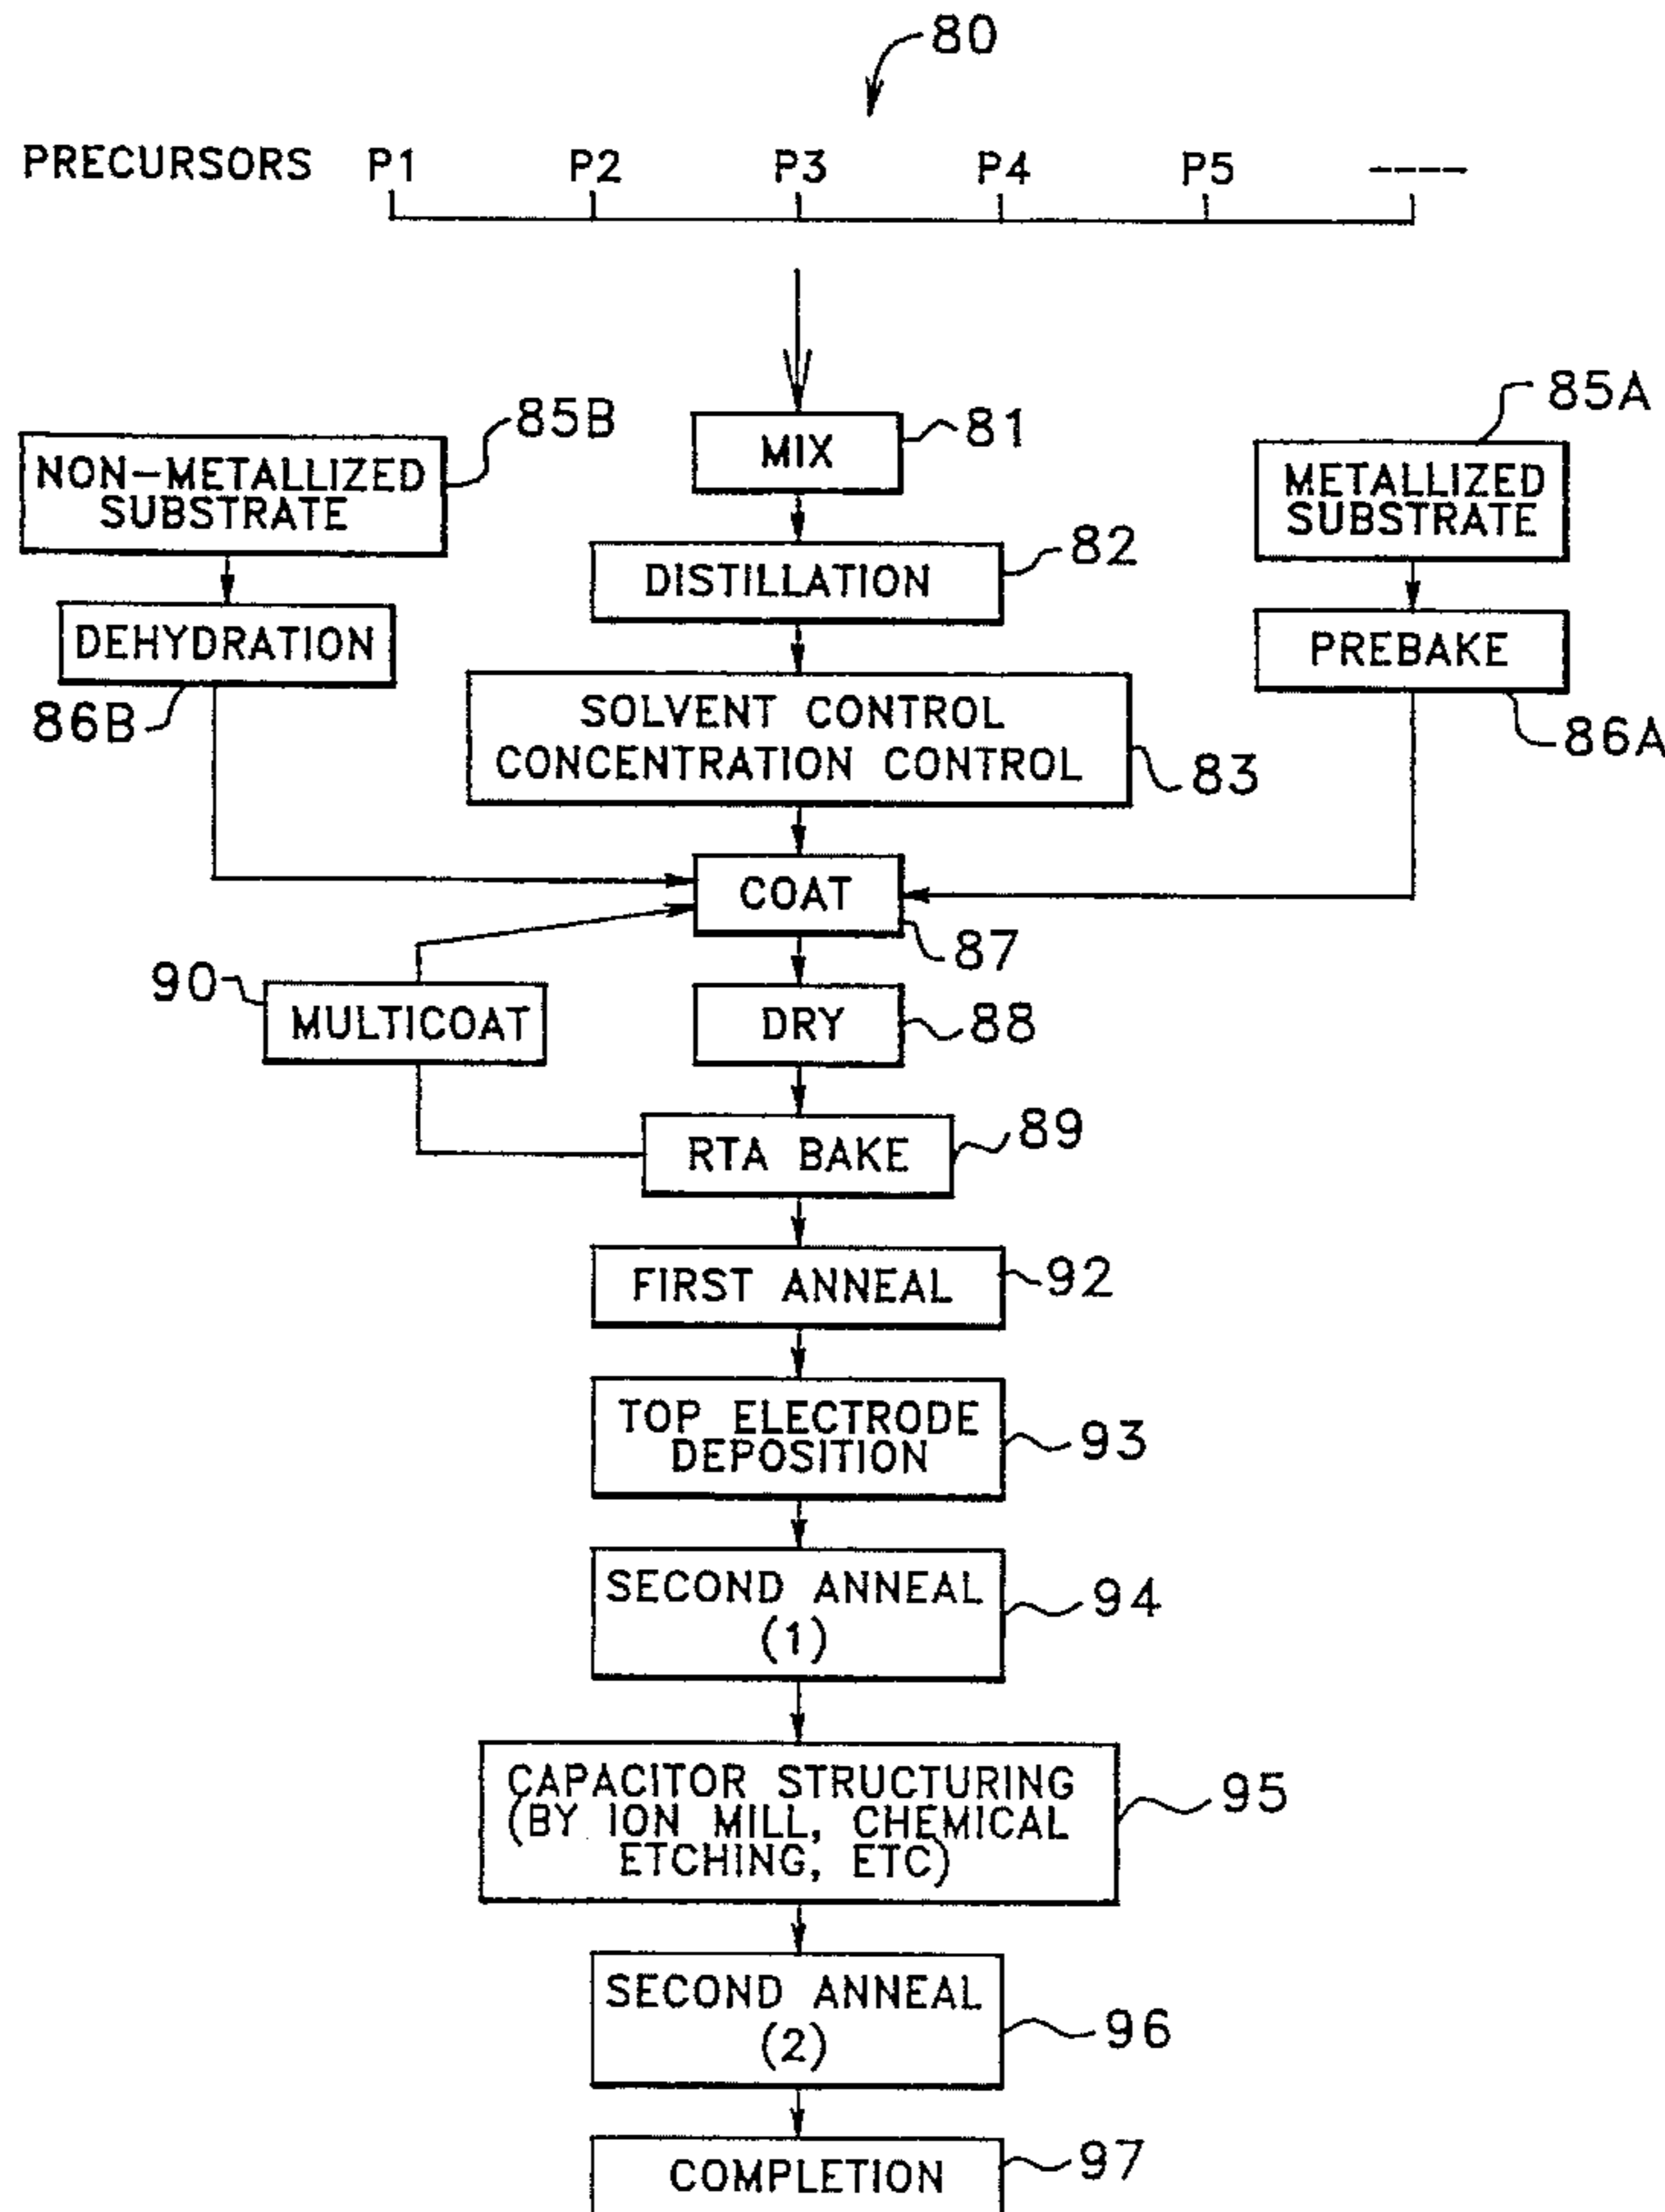 80
PRECURSORS P1 P2 P3 P4 P5 ----
85B
85A
81
MIX
NON-METALLIZED
SUBSTRATE
METALLIZED
SUBSTRATE
82
DISTILLATION
DEHYDRATION
PREBAKE
86B
86A
SOLVENT CONTROL
CONCENTRATION CONTROL
83
COAT
87
90
MULTICOAT
DRY
88
RTA BAKE
89
FIRST ANNEAL
92
TOP ELECTRODE
DEPOSITION
93
SECOND ANNEAL
(1)
94
CAPACITOR STRUCTURING
(BY ION MILL, CHEMICAL
ETCHING, ETC)
95
SECOND ANNEAL
(2)
96
COMPLETION
97